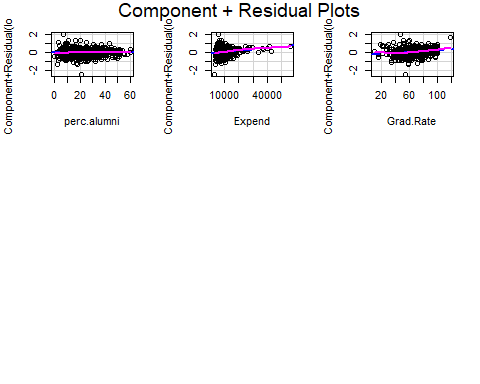 Component + Residual Plots
Component+Residual(lo
2
0
-2
0 20 40 60
perc.alumni
Component+Residual(lo
2
0
-2
10000 40000
Expend
Component+Residual(lo
2
0
-2
20 60 100
Grad.Rate